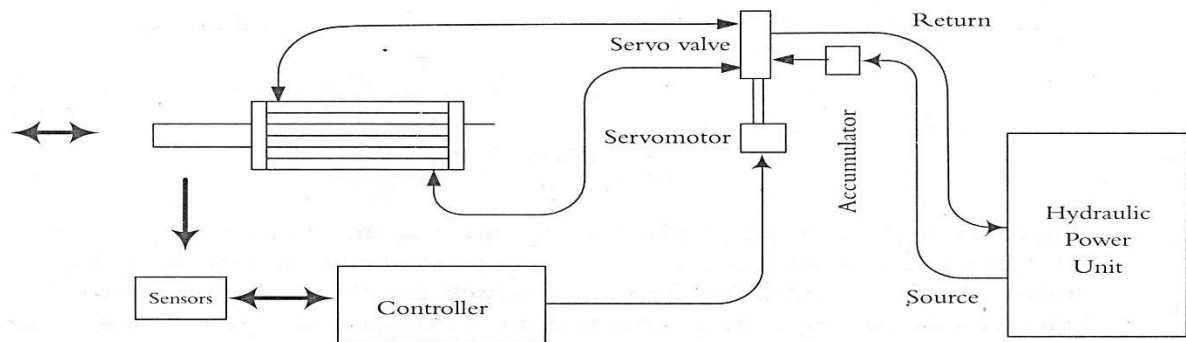 Return
Servo valve
Servomotor
Accumulator
Hydraulic
Power
Unit
Sensors
Controller
Source